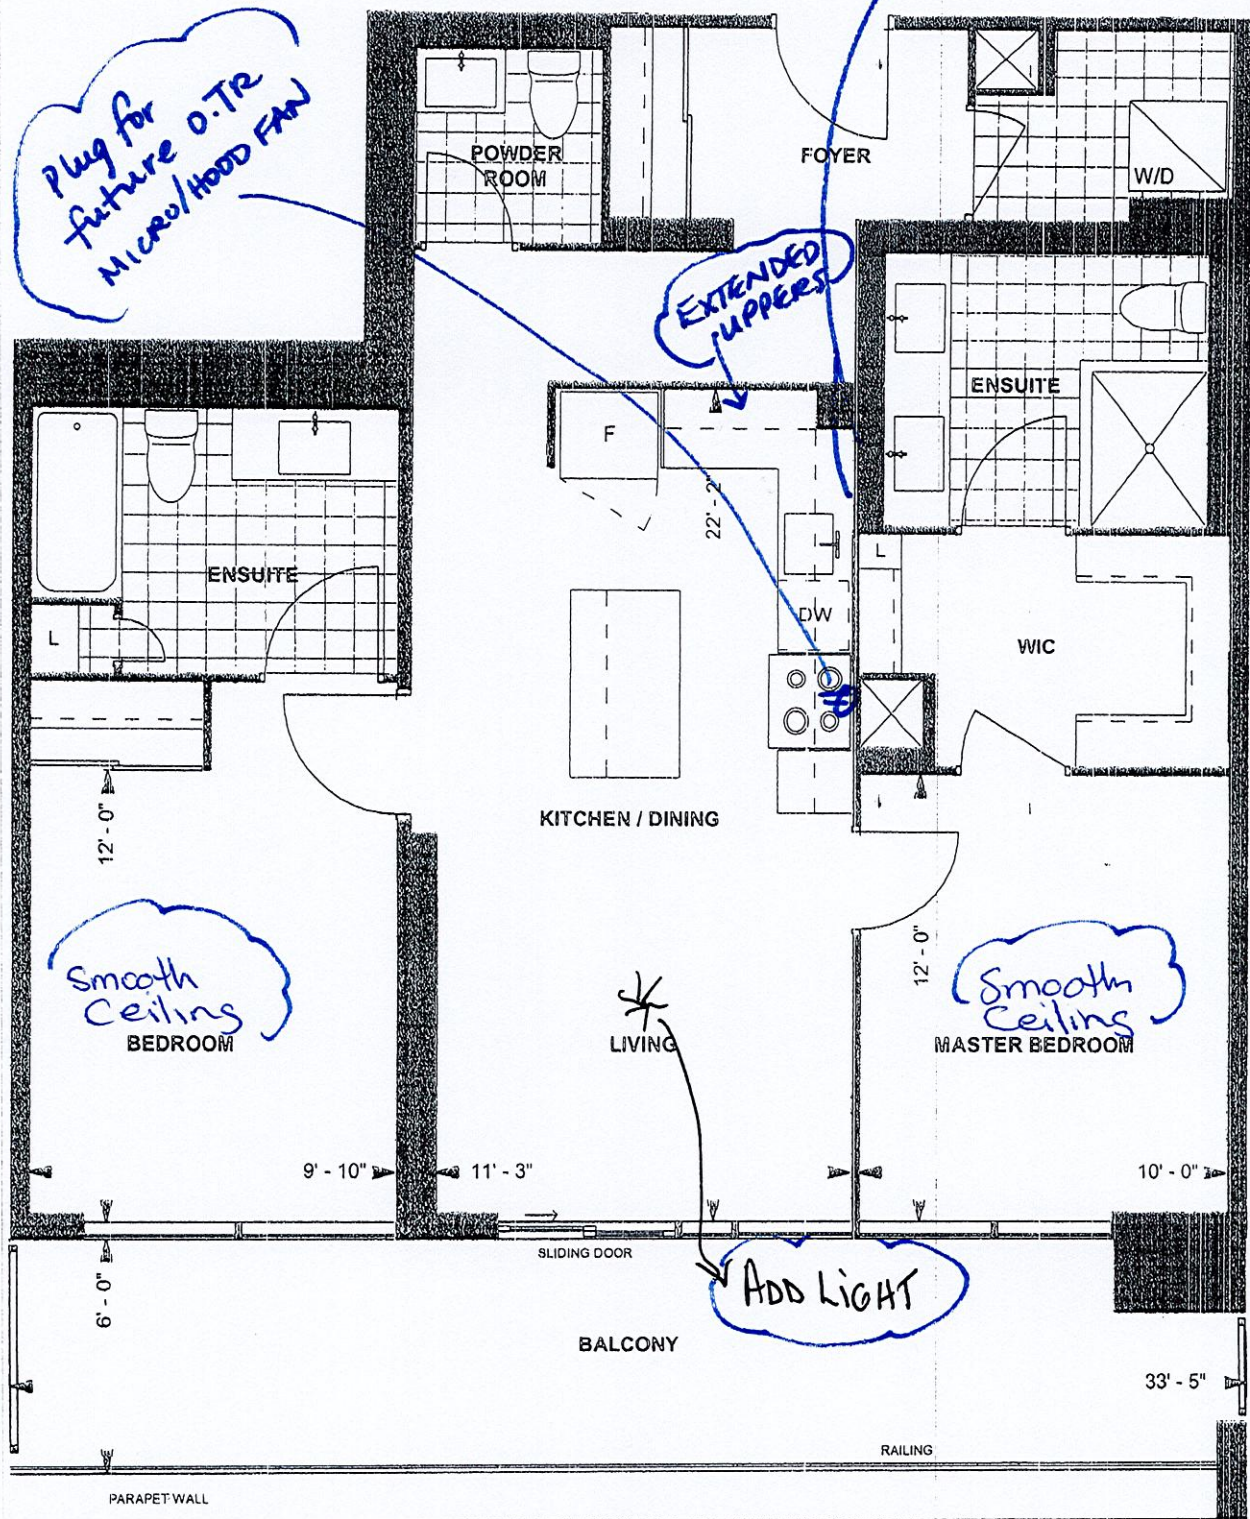 Plug for
future O.TR
MICRO/HOOD FAN
POWDER
ROOM
FOYER
W/D
EXTENDED
UPPERS
ENSUITE
F
22' - 2"
ENSUITE
L
DW
L
WIC
KITCHEN / DINING
12' - 0"
Smooth
Ceiling
BEDROOM
LIVING
12' - 0"
Smooth
Ceiling
MASTER BEDROOM
9' - 10"
11' - 3"
10' - 0"
SLIDING DOOR
6' - 0"
ADD LiGHT
BALCONY
33' - 5"
RAILING
PARAPET WALL